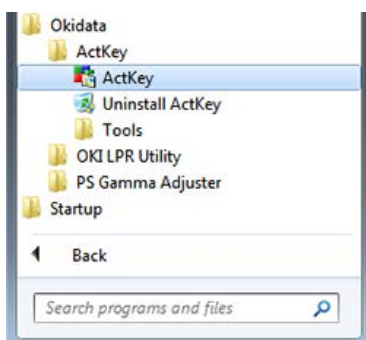 Okidata
ActKey
ActKey
Uninstall ActKey
Tools
OKI LPR Utility
PS Gamma Adjuster
Startup
Back
Search programs and files